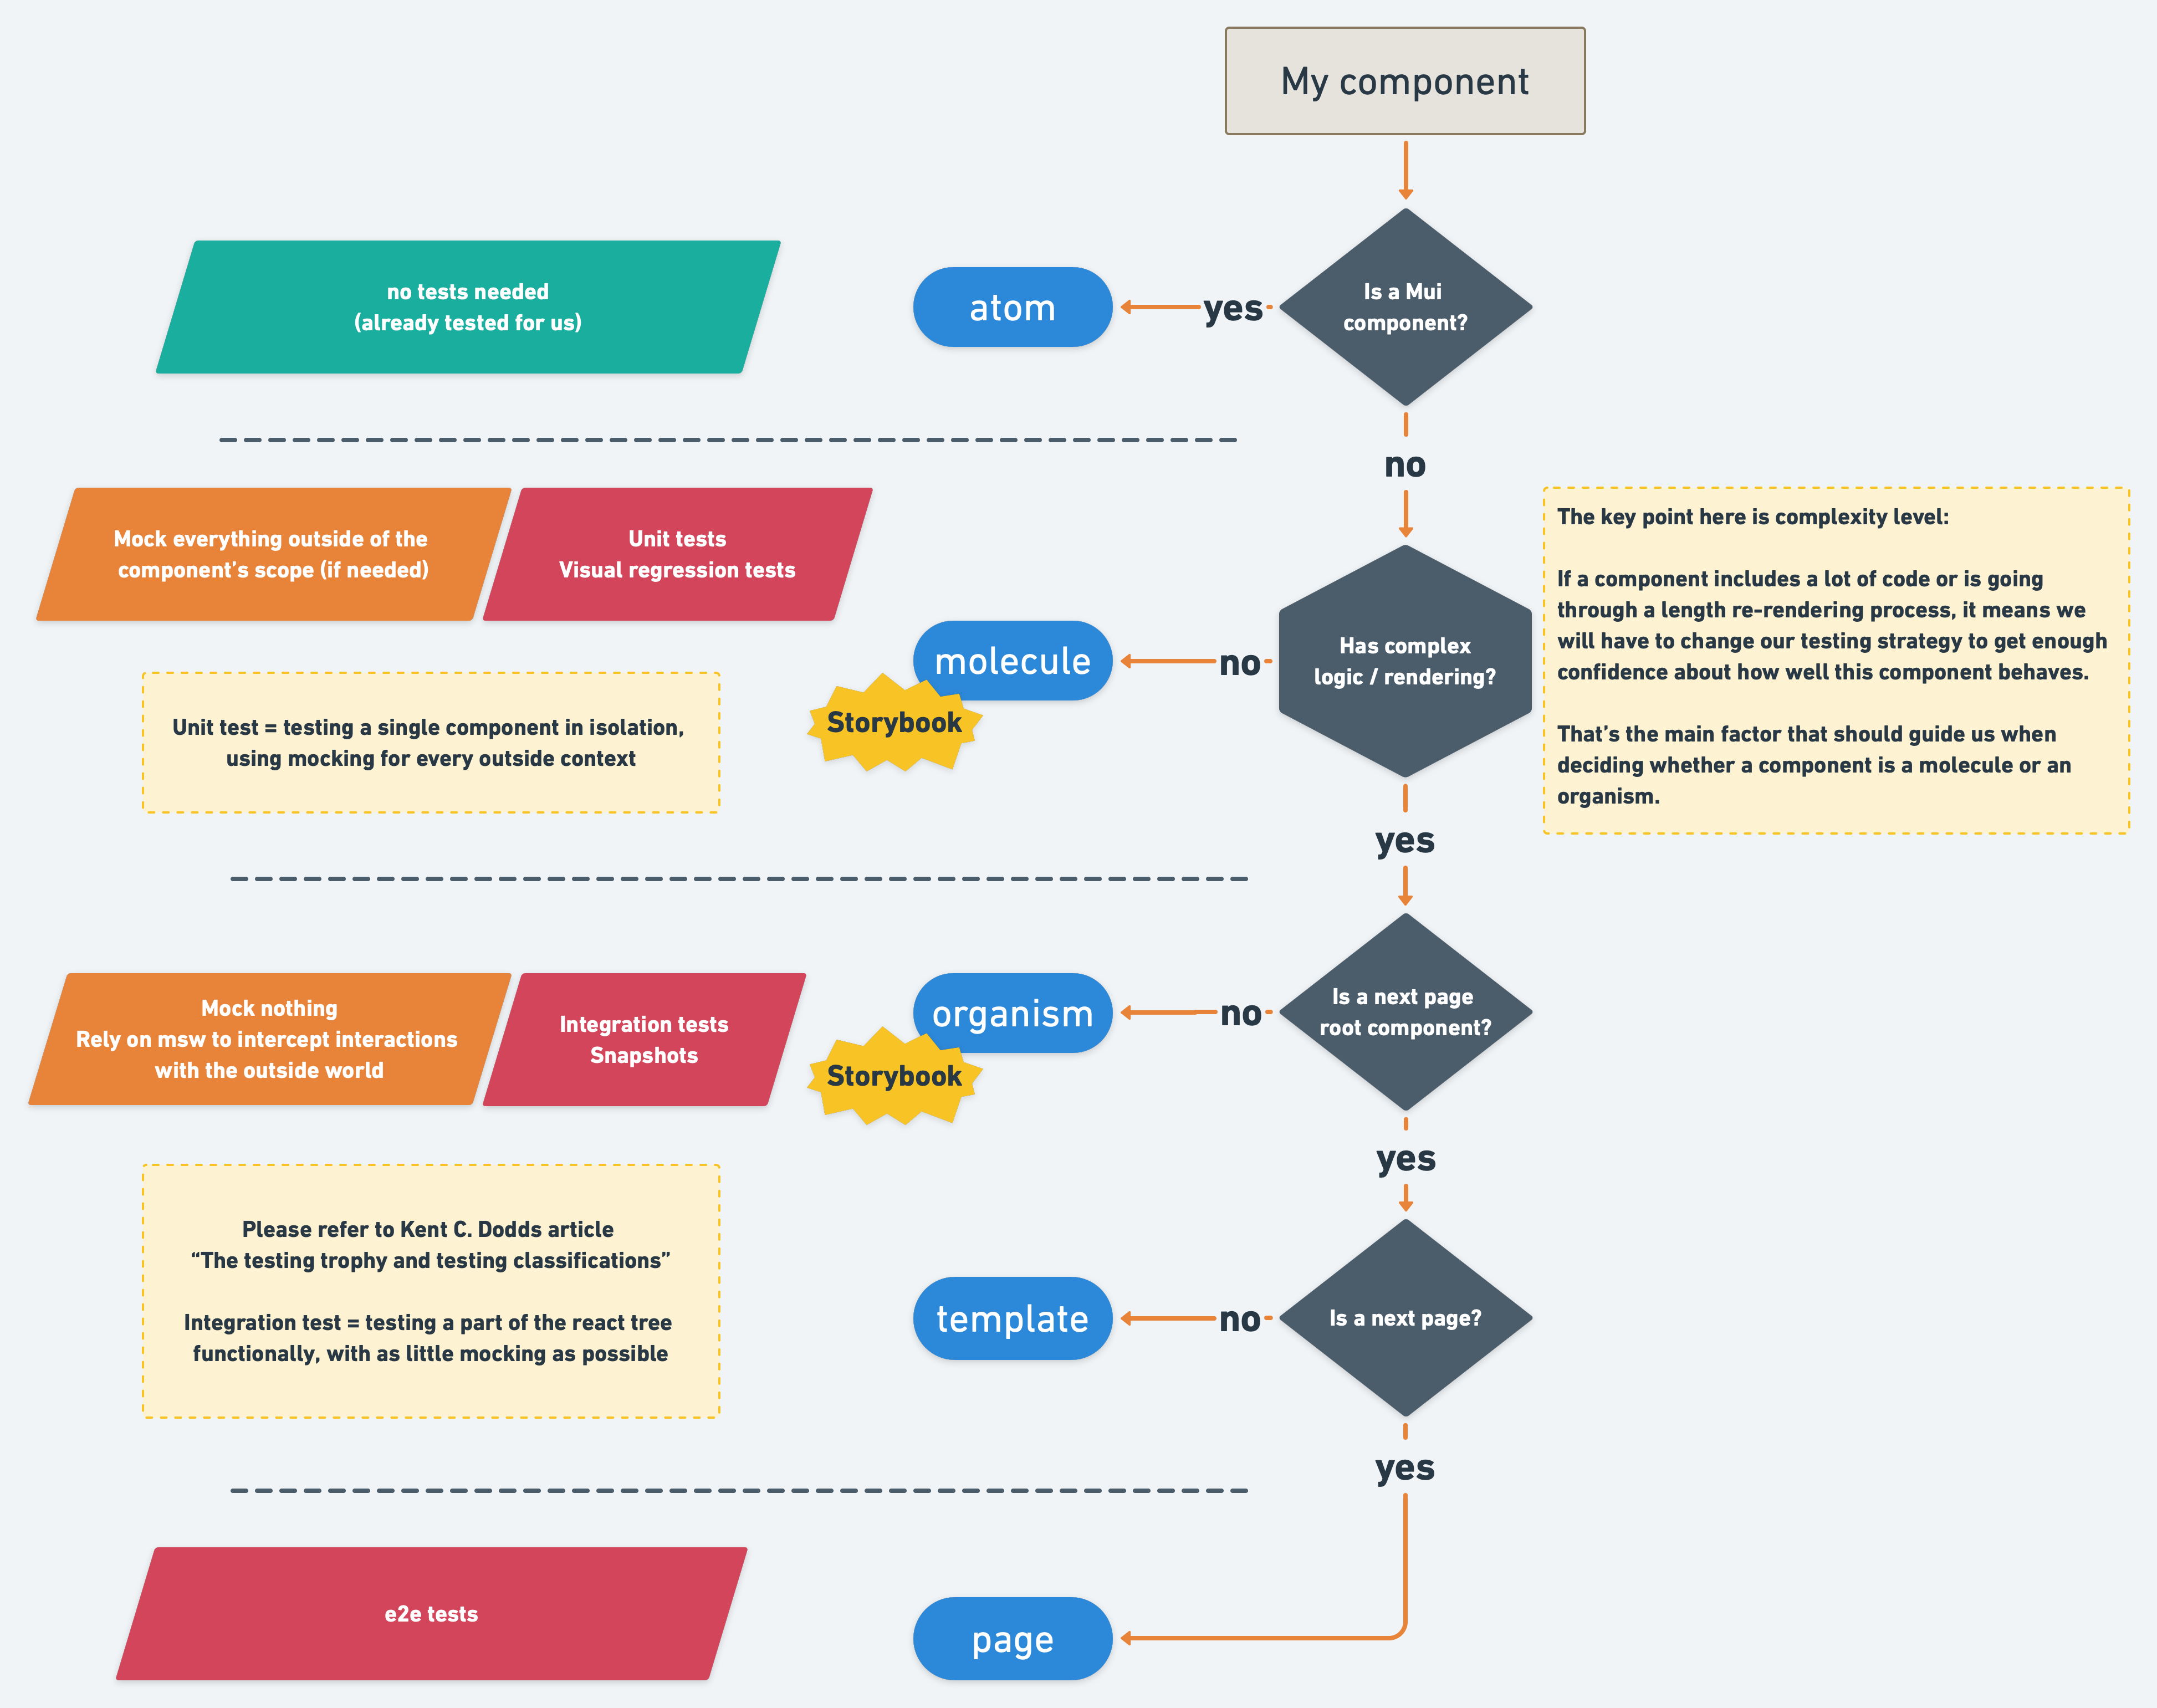 My component
Is a Mui
component?
yes
atom
no tests needed
(already tested for us)
no
Has complex
logic / rendering?
The key point here is complexity level:
If a component includes a lot of code or is going
through a length re-rendering process, it means we
will have to change our testing strategy to get enough
confidence about how well this component behaves.
That's the main factor that should guide us when
deciding whether a component is a molecule or an
organism.
no
molecule
Storybook
Mock everything outside of the
component's scope (if needed)
Unit tests
Visual regression tests
Unit test = testing a single component in isolation,
using mocking for every outside context
yes
Is a next page
root component?
no
organism
Storybook
Mock nothing
Rely on msw to intercept interactions
with the outside world
Integration tests
Snapshots
Please refer to Kent C. Dodds article
“The testing trophy and testing classifications”
Integration test = testing a part of the react tree
functionally, with as little mocking as possible
yes
Is a next page?
no
template
yes
page
e2e tests